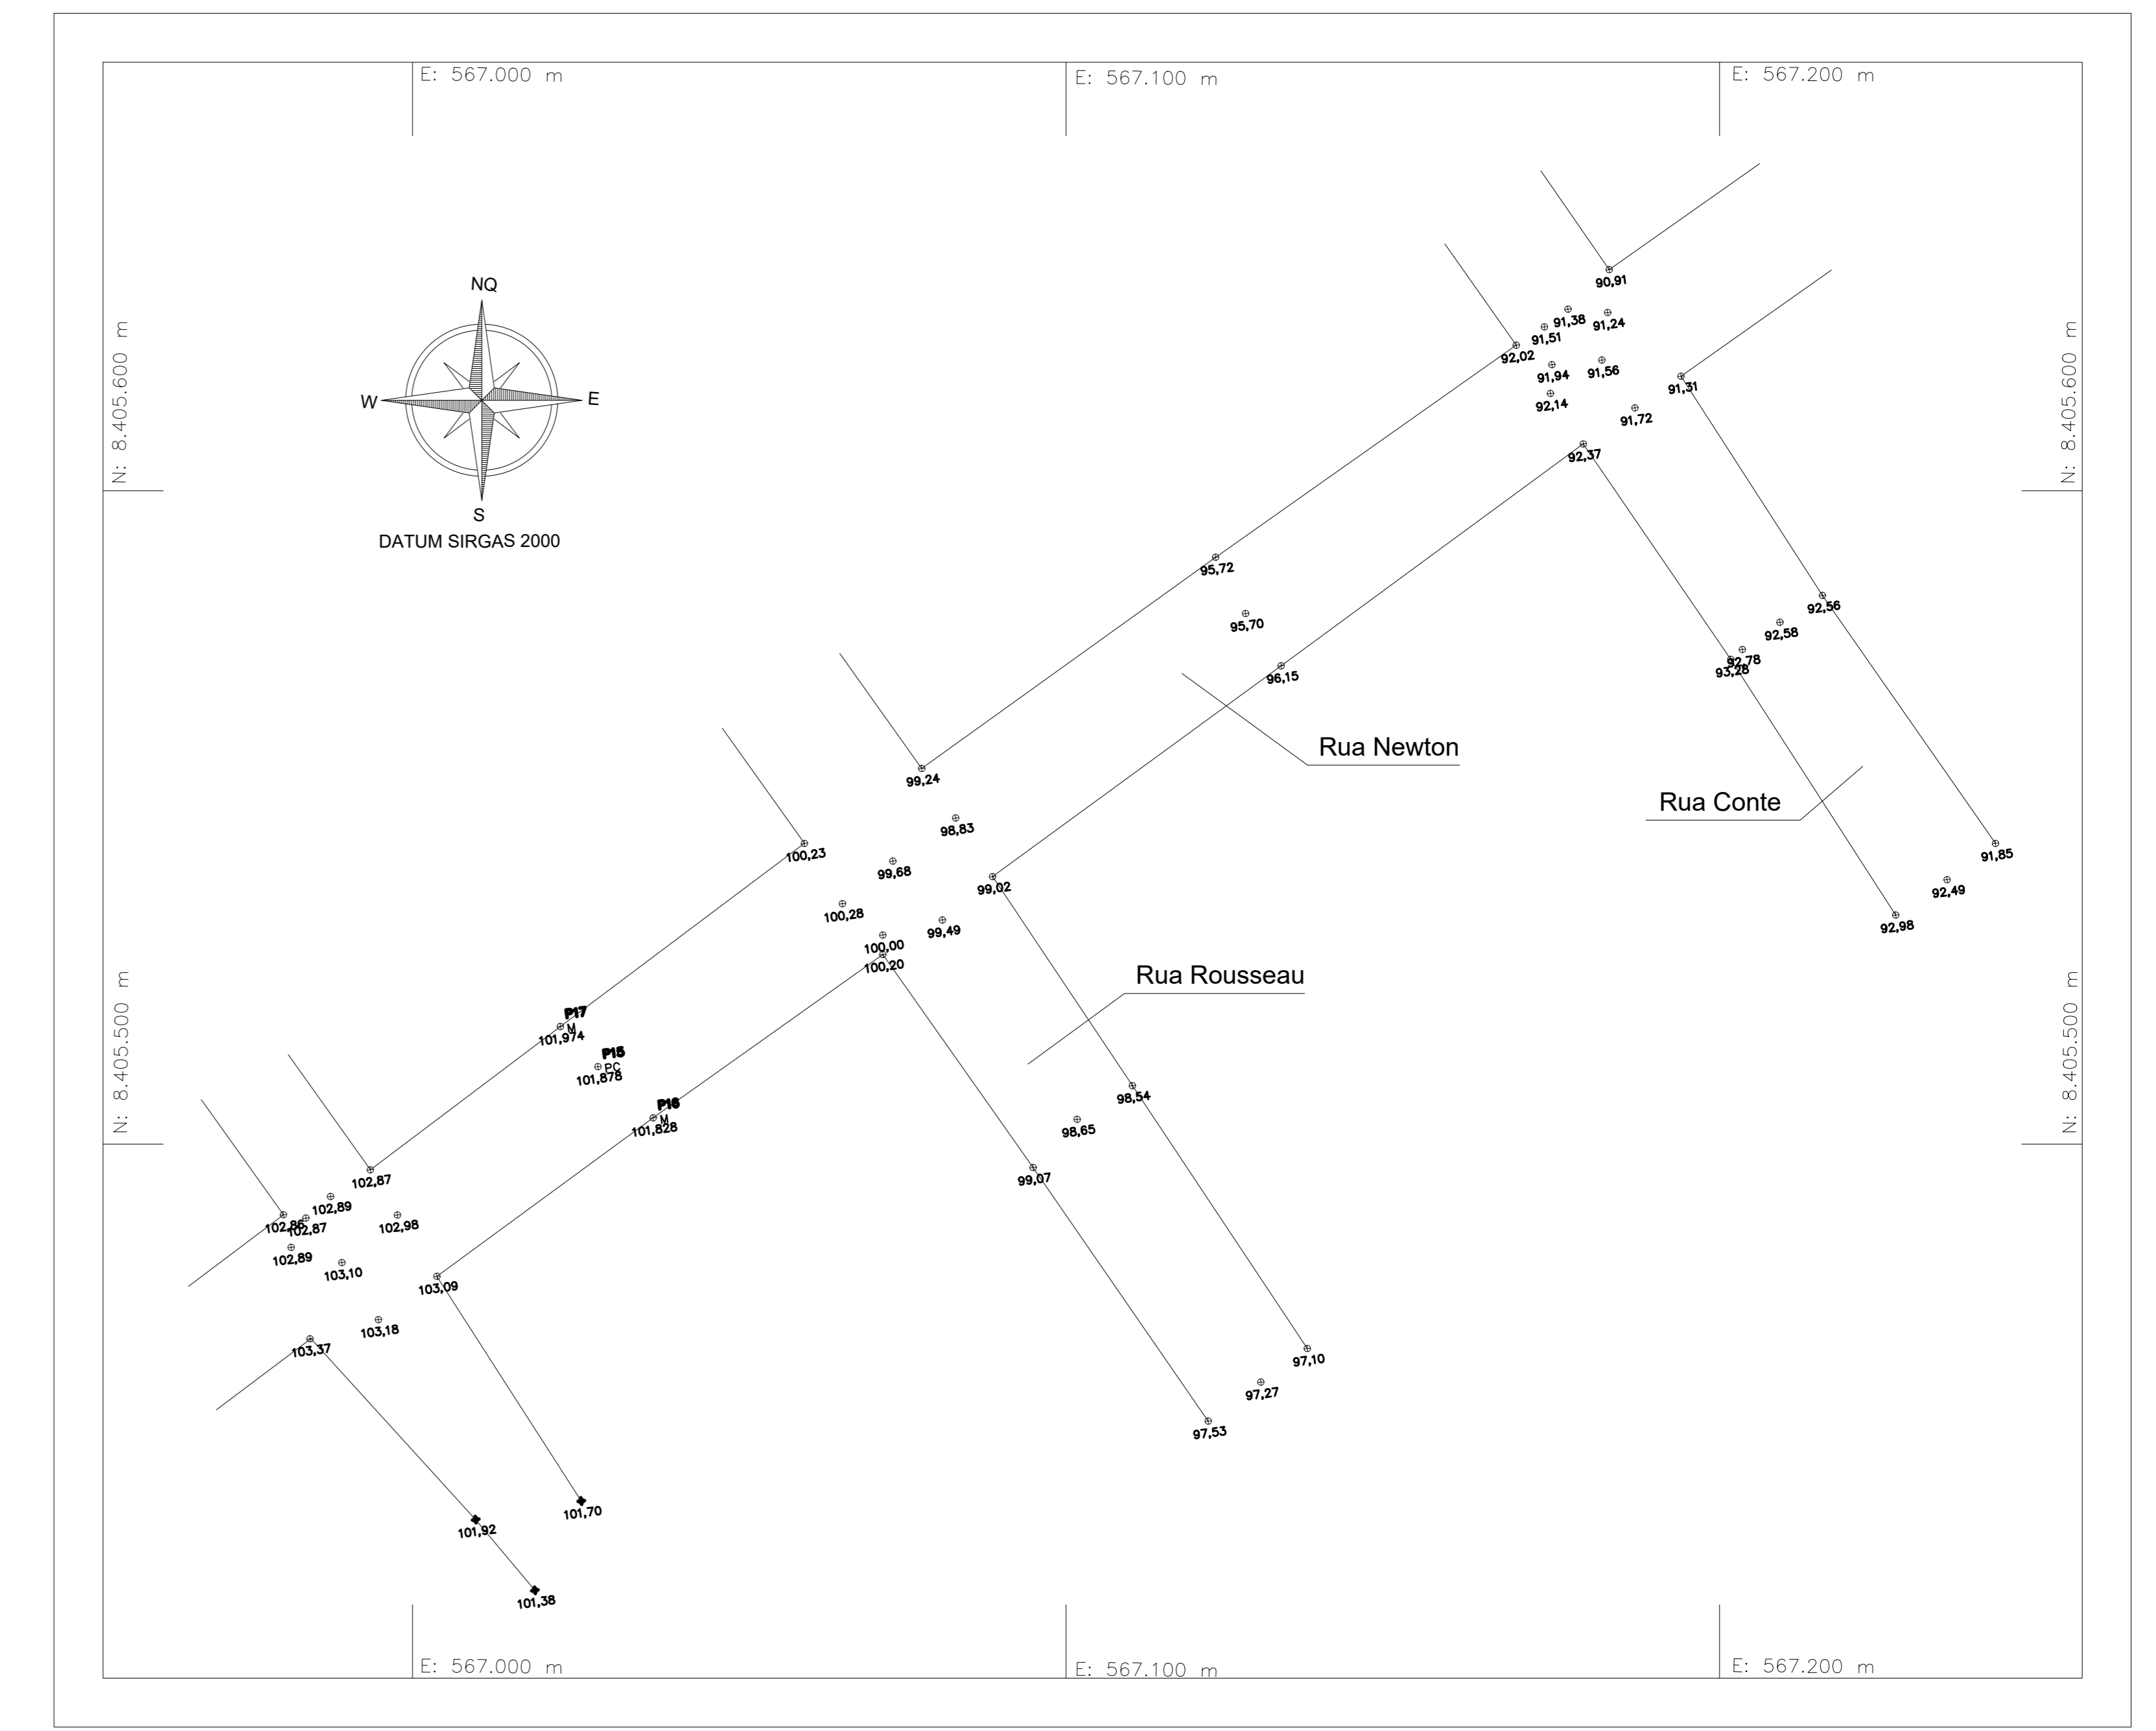 E: 567.000 m
E: 567.100 m
E: 567.200 m
N: 8.405.600 m
N: 8.405.600 m
NQ
W
E
S
DATUM SIRGAS 2000
90,91
91,38
91,24
91,51
92,02
91,94
91,56
91,31
92,14
91,72
92,37
95,72
92,56
95,70
92,58
92,78
93,28
96,15
Rua Newton
99,24
Rua Conte
98,83
100,23
91,85
99,68
99,02
92,49
100,28
99,49
92,98
100,00
100,20
Rua Rousseau
N: 8.405.500 m
N: 8.405.500 m
P17
M
101,974
P15
PC
101,878
P16
M
101,828
98,54
98,65
99,07
102,87
102,89
102,86
102,87
102,98
102,89
103,10
103,09
103,18
103,37
97,10
97,27
97,53
101,70
101,92
101,38
E: 567.000 m
E: 567.100 m
E: 567.200 m